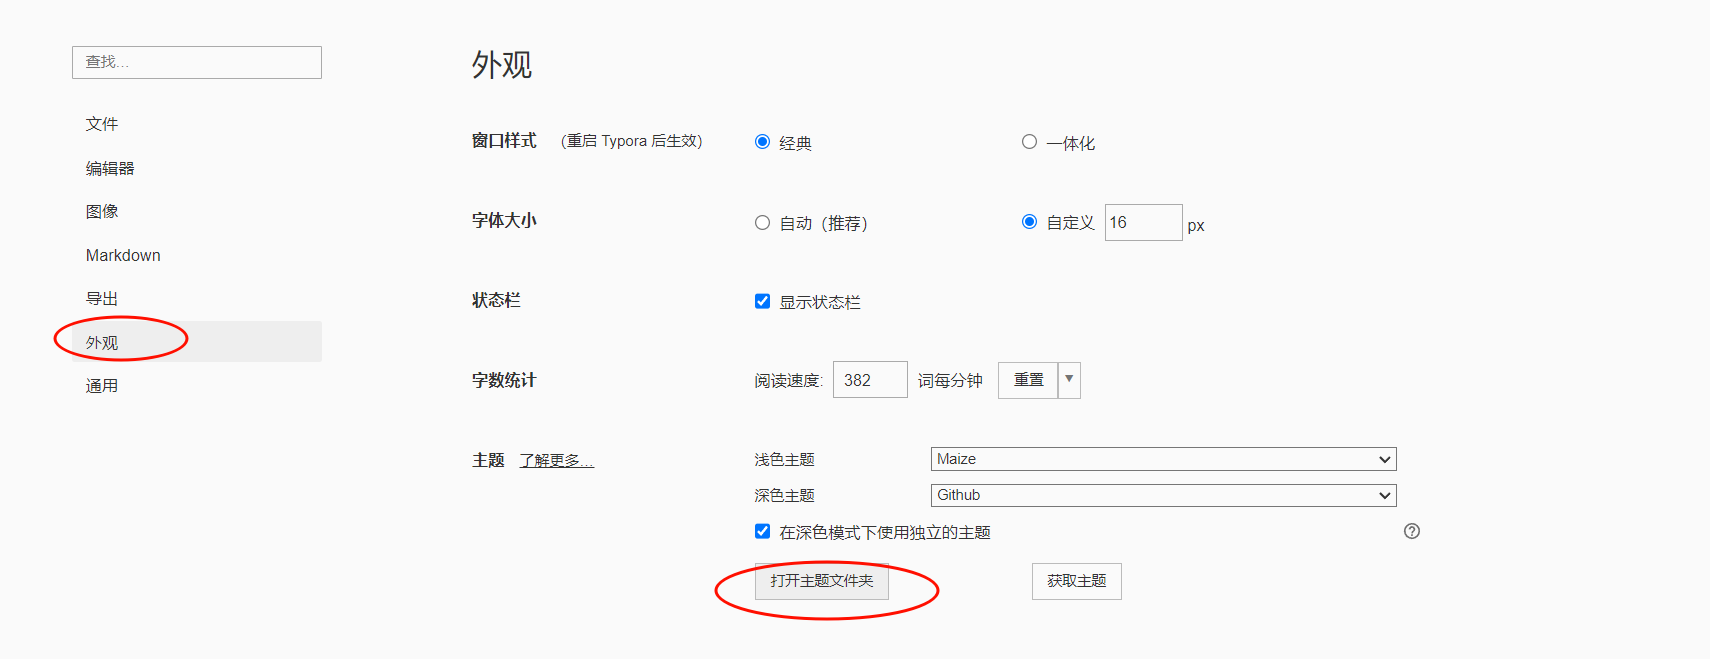 查找...
文件
编辑器
图像
Markdown
导出
外观
通用
外观
窗口样式 (重启 Typora 后生效) 经典 一体化
字体大小 自动（推荐） 自定义 16 px
状态栏 显示状态栏
字数统计 阅读速度: 382 词每分钟 重置
主题 了解更多... 浅色主题 Maize
深色主题 Github
在深色模式下使用独立的主题
打开主题文件夹 获取主题